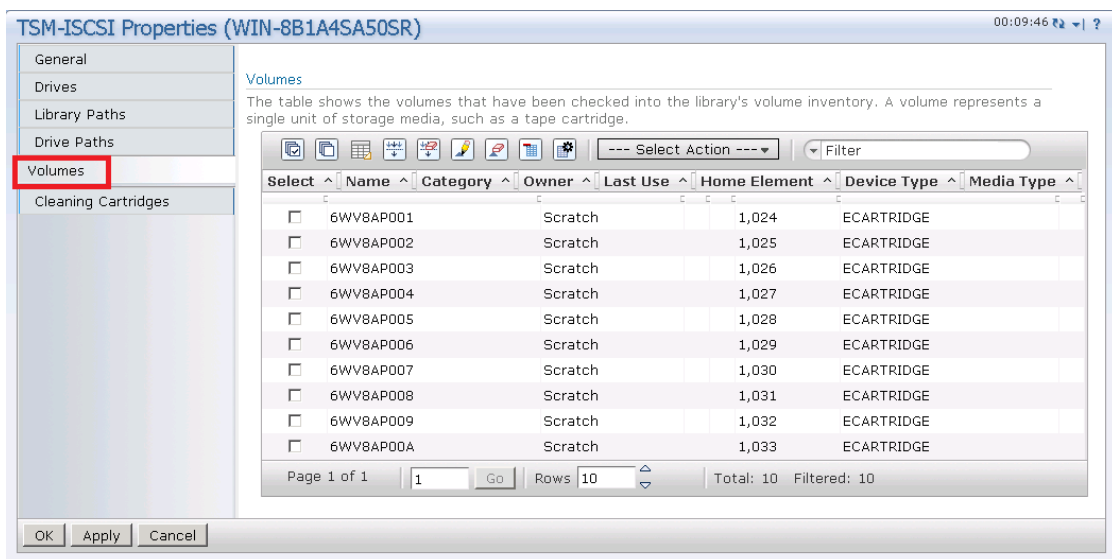 TSM-ISCSI Properties (WIN-8B1A4SA50SR)
00:09:46 ?
General
Drives
Library Paths
Drive Paths
Volumes
Cleaning Cartridges
Volumes
The table shows the volumes that have been checked into the library's volume inventory. A volume represents a
single unit of storage media, such as a tape cartridge.
--- Select Action --- Filter
Select ^ Name ^ Category ^ Owner ^ Last Use ^ Home Element ^ Device Type ^ Media Type ^
6WV8AP001 Scratch 1,024 ECARTRIDGE
6WV8AP002 Scratch 1,025 ECARTRIDGE
6WV8AP003 Scratch 1,026 ECARTRIDGE
6WV8AP004 Scratch 1,027 ECARTRIDGE
6WV8AP005 Scratch 1,028 ECARTRIDGE
6WV8AP006 Scratch 1,029 ECARTRIDGE
6WV8AP007 Scratch 1,030 ECARTRIDGE
6WV8AP008 Scratch 1,031 ECARTRIDGE
6WV8AP009 Scratch 1,032 ECARTRIDGE
6WV8AP00A Scratch 1,033 ECARTRIDGE
Page 1 of 1 1 Go Rows 10 Total: 10 Filtered: 10
OK Apply Cancel